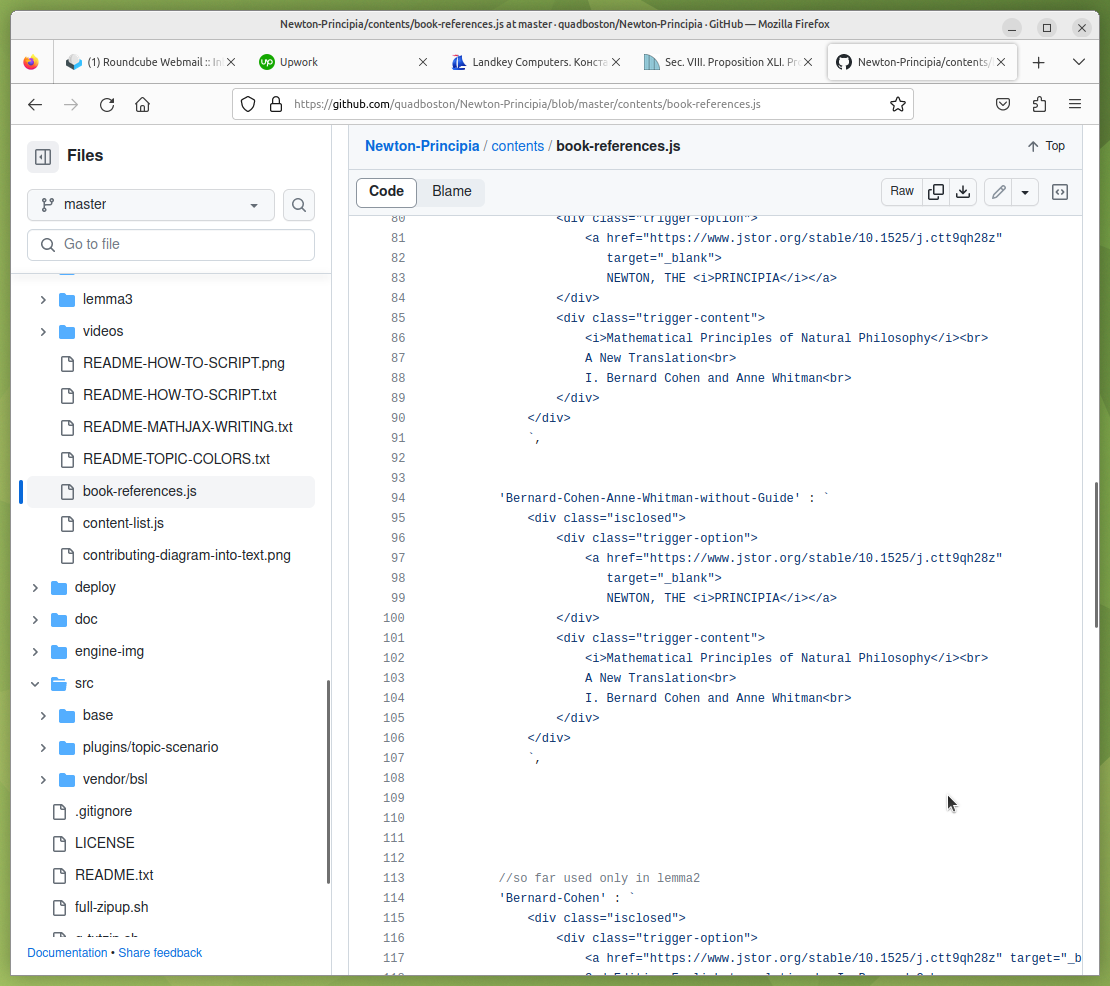 Newton-Principia/contents/book-references.js at master · quadboston/Newton-Principia · GitHub — Mozilla Firefox
(1) Roundcube Webmail :: In
Upwork
Landkey Computers. Конста
Sec. VIII. Proposition XLI. Pr
Newton-Principia/contents/
https://github.com/quadboston/Newton-Principia/blob/master/contents/book-references.js
Files
master
Go to file
lemma3
videos
README-HOW-TO-SCRIPT.png
README-HOW-TO-SCRIPT.txt
README-MATHJAX-WRITING.txt
README-TOPIC-COLORS.txt
book-references.js
content-list.js
contributing-diagram-into-text.png
deploy
doc
engine-img
src
base
plugins/topic-scenario
vendor/bsl
.gitignore
LICENSE
README.txt
full-zipup.sh
Documentation • Share feedback
Newton-Principia / contents / book-references.js
Top
Code Blame
Raw
80 <div class="trigger-option">
81 <a href="https://www.jstor.org/stable/10.1525/j.ctt9qh28z"
82 target="_blank">
83 NEWTON, THE <i>PRINCIPIA</i></a>
84 </div>
85 <div class="trigger-content">
86 <i>Mathematical Principles of Natural Philosophy</i><br>
87 A New Translation<br>
88 I. Bernard Cohen and Anne Whitman<br>
89 </div>
90 </div>
91 `,
92
93
94 'Bernard-Cohen-Anne-Whitman-without-Guide' : `
95 <div class="isclosed">
96 <div class="trigger-option">
97 <a href="https://www.jstor.org/stable/10.1525/j.ctt9qh28z"
98 target="_blank">
99 NEWTON, THE <i>PRINCIPIA</i></a>
100 </div>
101 <div class="trigger-content">
102 <i>Mathematical Principles of Natural Philosophy</i><br>
103 A New Translation<br>
104 I. Bernard Cohen and Anne Whitman<br>
105 </div>
106 </div>
107 `,
108
109
110
111
112
113 //so far used only in lemma2
114 'Bernard-Cohen' : `
115 <div class="isclosed">
116 <div class="trigger-option">
117 <a href="https://www.jstor.org/stable/10.1525/j.ctt9qh28z" target="_b